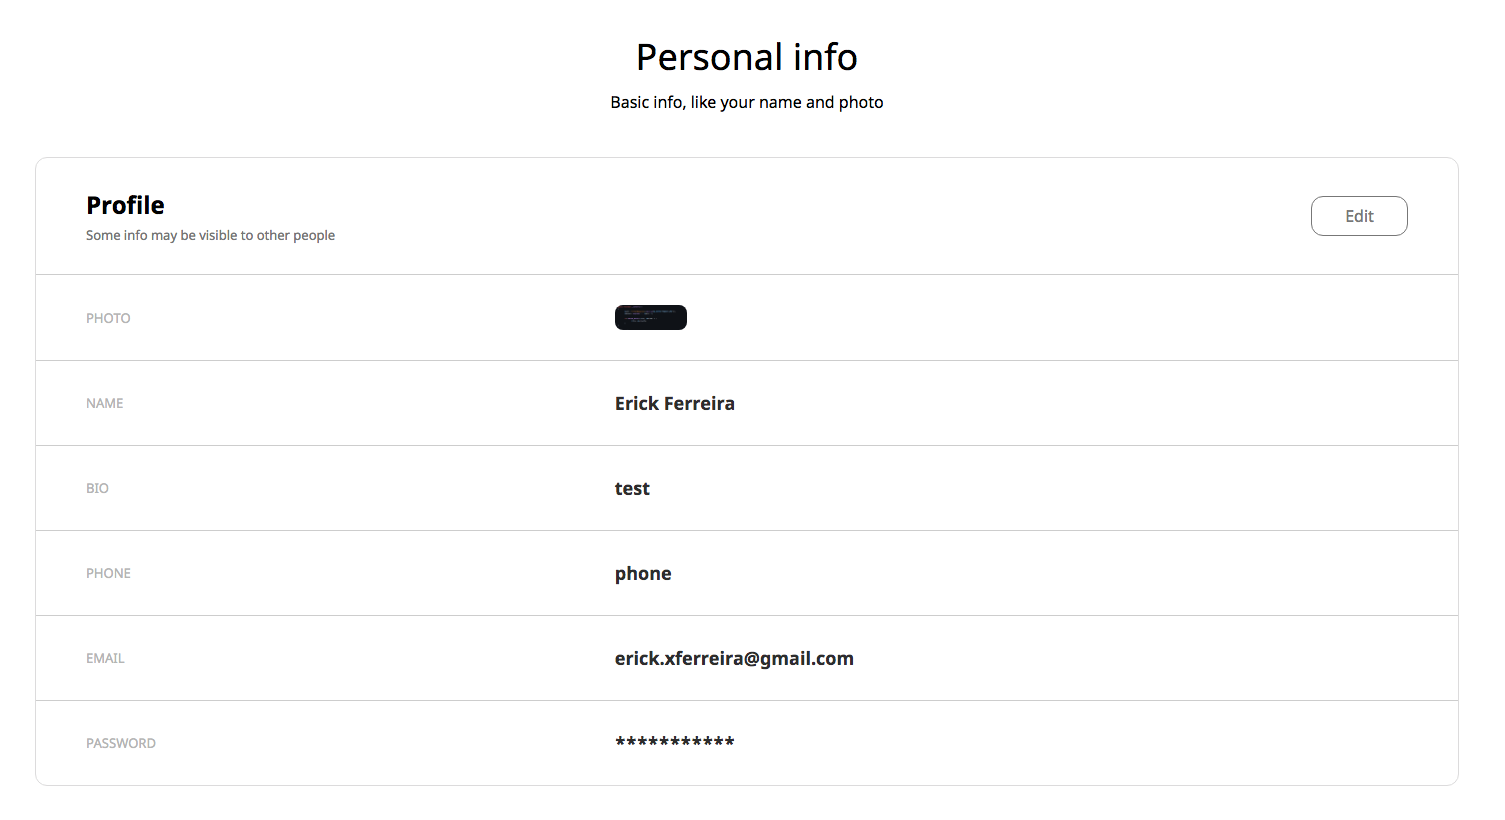 Personal info
Basic info, like your name and photo
Profile
Some info may be visible to other people
Edit
PHOTO
NAME
Erick Ferreira
BIO
test
PHONE
phone
EMAIL
erick.xferreira@gmail.com
PASSWORD
***********